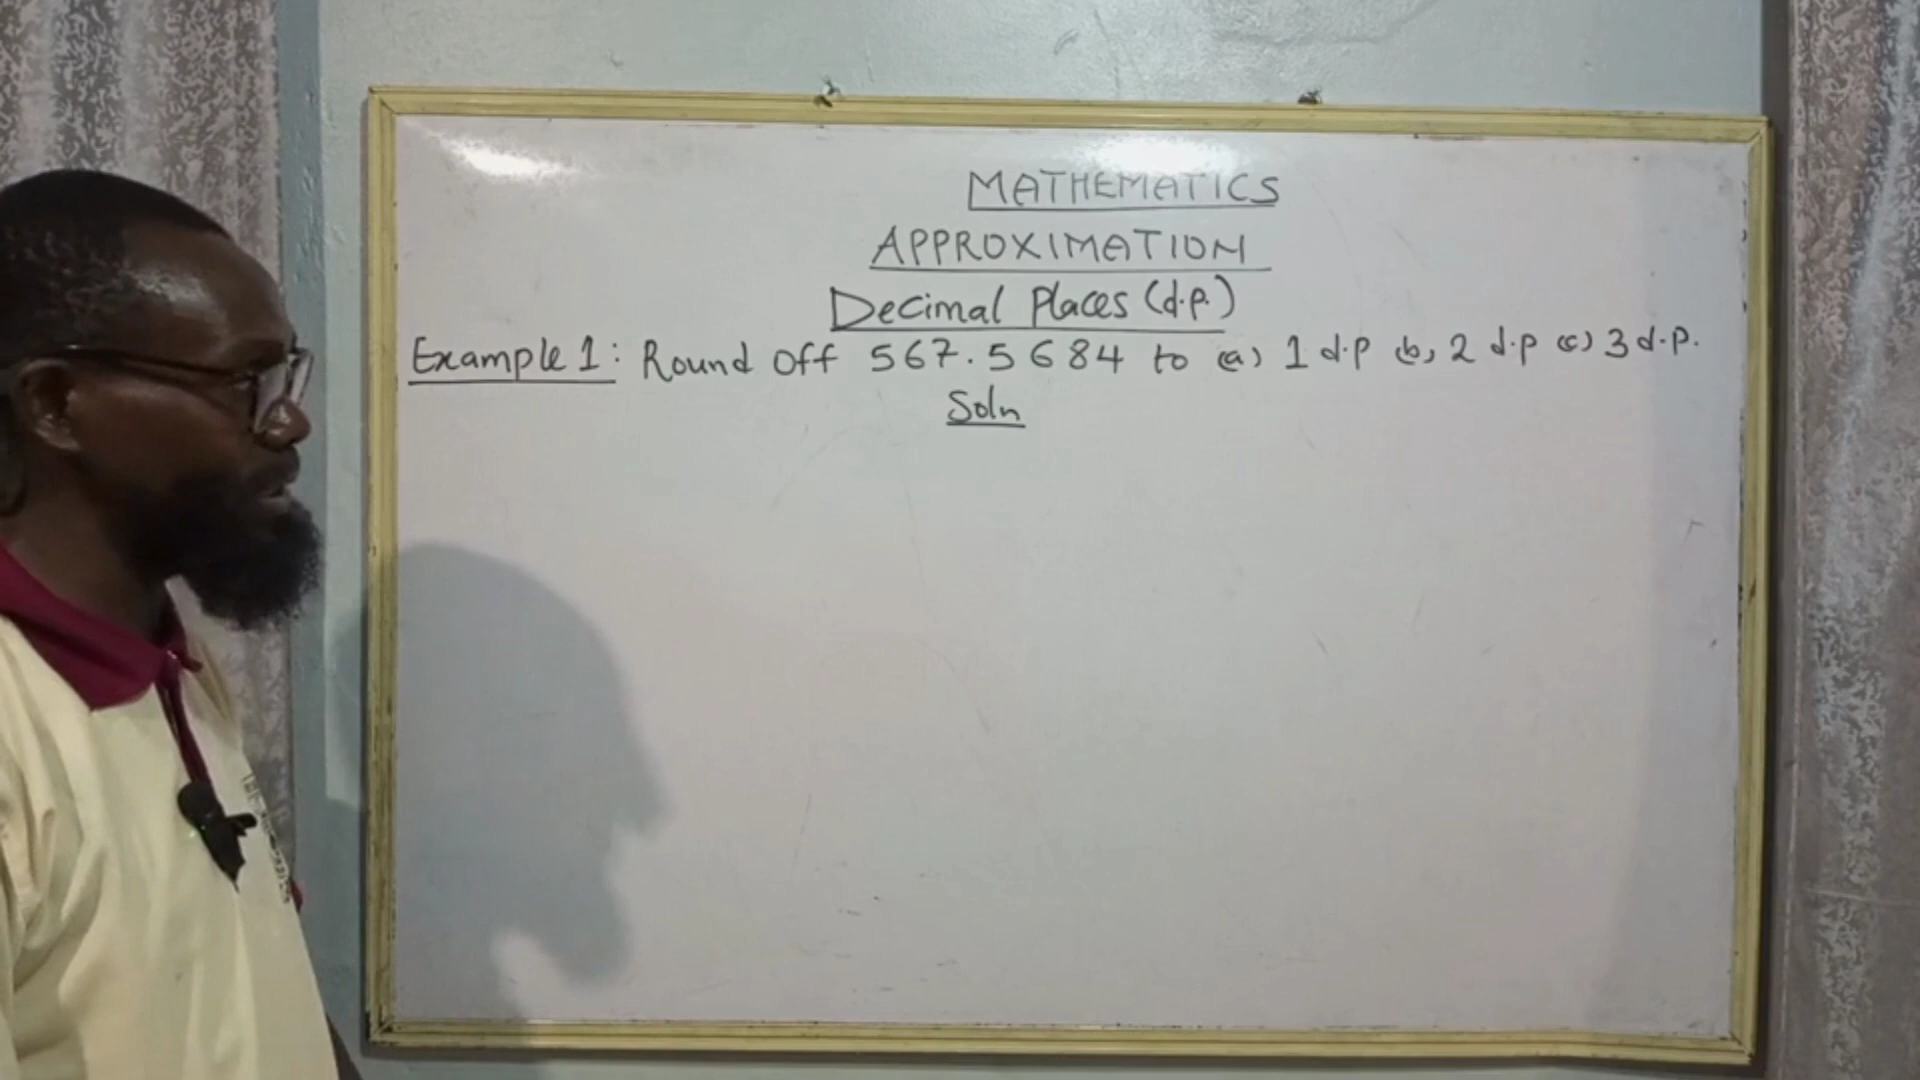 MATHEMATICS
APPROXIMATION
Decimal Places (d.p.)
Example 1: Round Off 567.5684 to (a) 1 d.p (b) 2 d.p (c) 3 d.p.
Soln